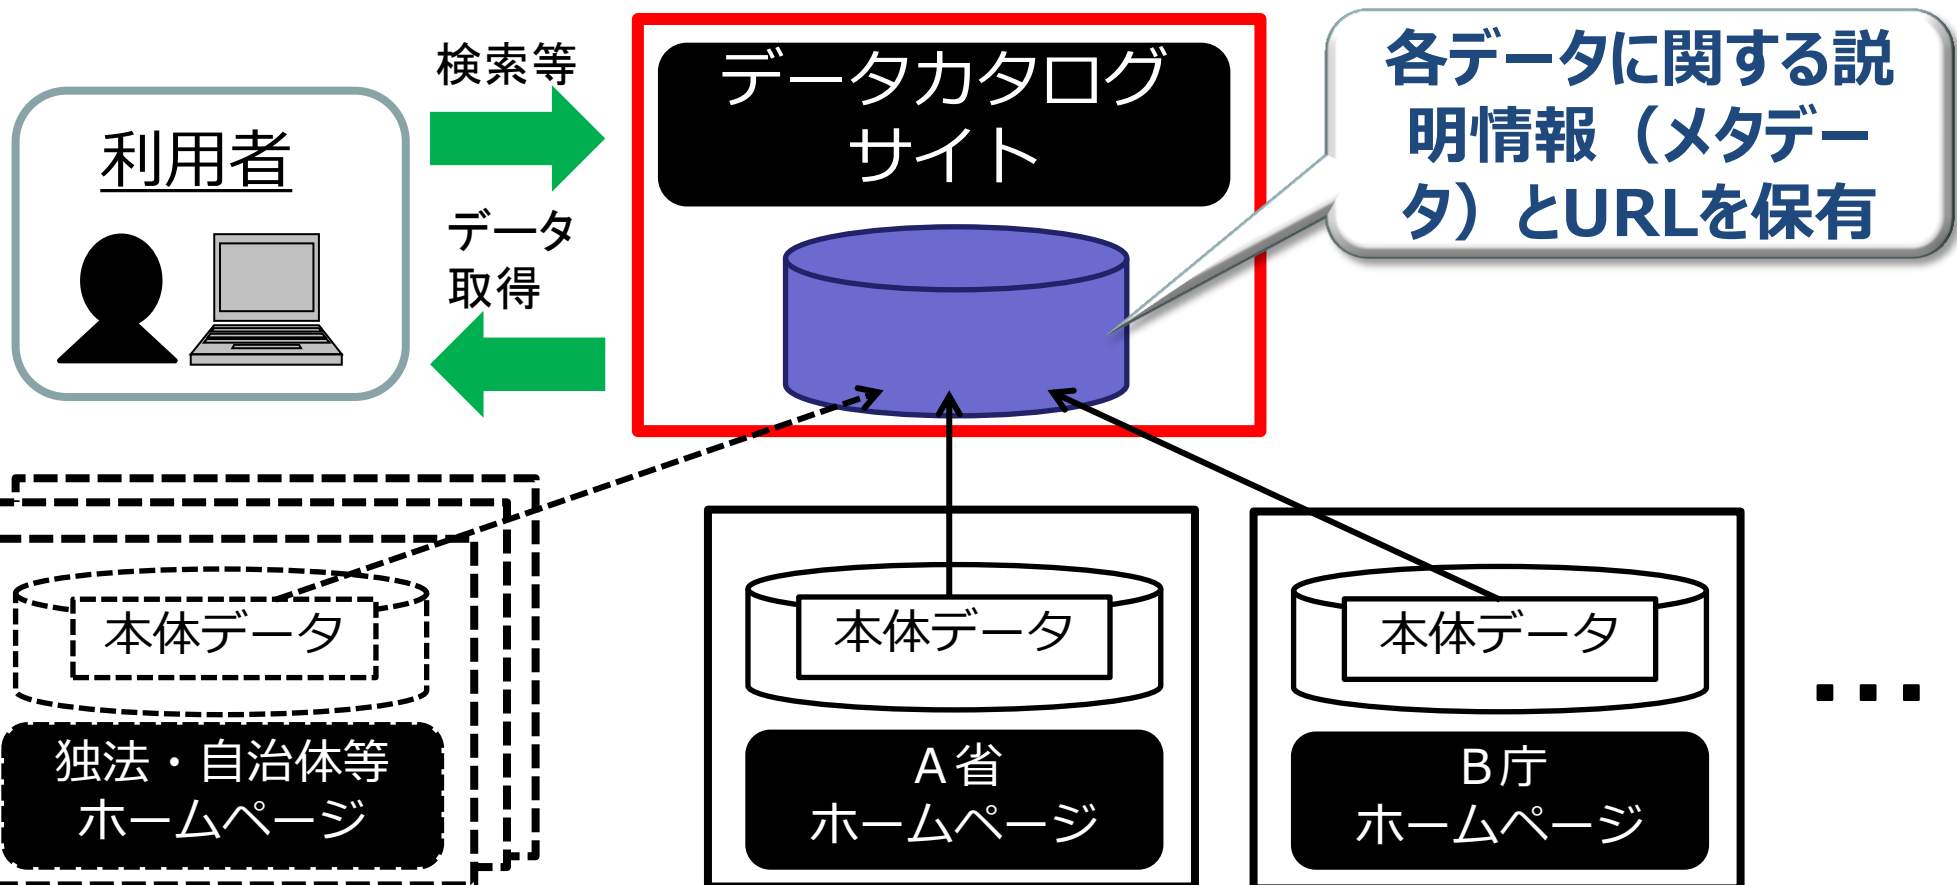 検索等
データカタログ
サイト
各データに関する説
明情報（メタデー
タ）とURLを保有
利用者
データ
取得
本体データ
本体データ
本体データ
・・・
独法・自治体等
ホームページ
Ａ省
ホームページ
Ｂ庁
ホームページ